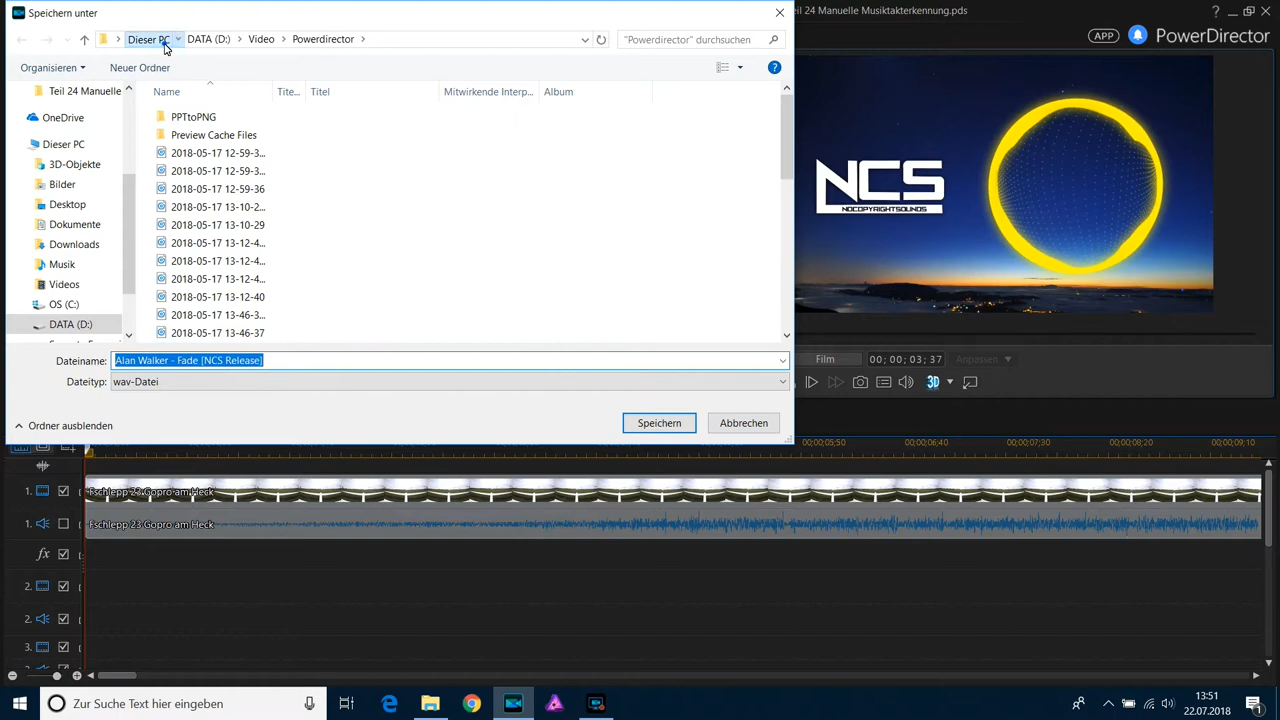 Speichern unter
Dieser PC
DATA (D:)
Video
Powerdirector
"Powerdirector" durchsuchen
Organisieren
Neuer Ordner
Teil 24 Manuelle
OneDrive
Dieser PC
3D-Objekte
Bilder
Desktop
Dokumente
Downloads
Musik
Videos
OS (C:)
DATA (D:)
Name
Tite...
Titel
Mitwirkende Interp...
Album
PPTtoPNG
Preview Cache Files
2018-05-17 12-59-3...
2018-05-17 12-59-3...
2018-05-17 12-59-36
2018-05-17 13-10-2...
2018-05-17 13-10-29
2018-05-17 13-12-4...
2018-05-17 13-12-4...
2018-05-17 13-12-4...
2018-05-17 13-12-40
2018-05-17 13-46-3...
2018-05-17 13-46-37
Dateiname:
Alan Walker - Fade [NCS Release]
Dateityp:
wav-Datei
Ordner ausblenden
Speichern
Abbrechen
eil 24 Manuelle Musiktakterkennung.pds
?
APP
PowerDirector
NCS
NOCOPYRIGHTSOUNDS
Film
00; 00; 03; 37
Anpassen
3D
00;00;05;50
00;00;06;40
00;00;07;30
00;00;08;20
00;00;09;10
1.
Fschlepp 23 Gopro am Heck
1.
Fschlepp 23 Gopro am Heck
fx
2.
2.
3.
Zur Suche Text hier eingeben
13:51
22.07.2018
1